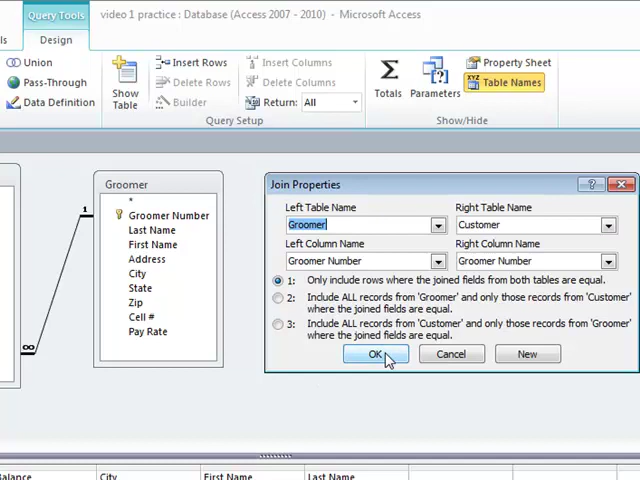 Query Tools
video 1 practice : Database (Access 2007 - 2010) - Microsoft Access
Design
Union
Pass-Through
Data Definition
Show Table
Insert Rows
Delete Rows
Builder
Insert Columns
Delete Columns
Return: All
Query Setup
Totals
Parameters
Property Sheet
XYZ Table Names
Show/Hide
Groomer
*
Groomer Number
Last Name
First Name
Address
City
State
Zip
Cell #
Pay Rate
1
∞
Join Properties
Left Table Name
Right Table Name
Groomer
Customer
Left Column Name
Right Column Name
Groomer Number
Groomer Number
1: Only include rows where the joined fields from both tables are equal.
2: Include ALL records from 'Groomer' and only those records from 'Customer'
where the joined fields are equal.
3: Include ALL records from 'Customer' and only those records from 'Groomer'
where the joined fields are equal.
OK
Cancel
New
Balance
City
First Name
Last Name